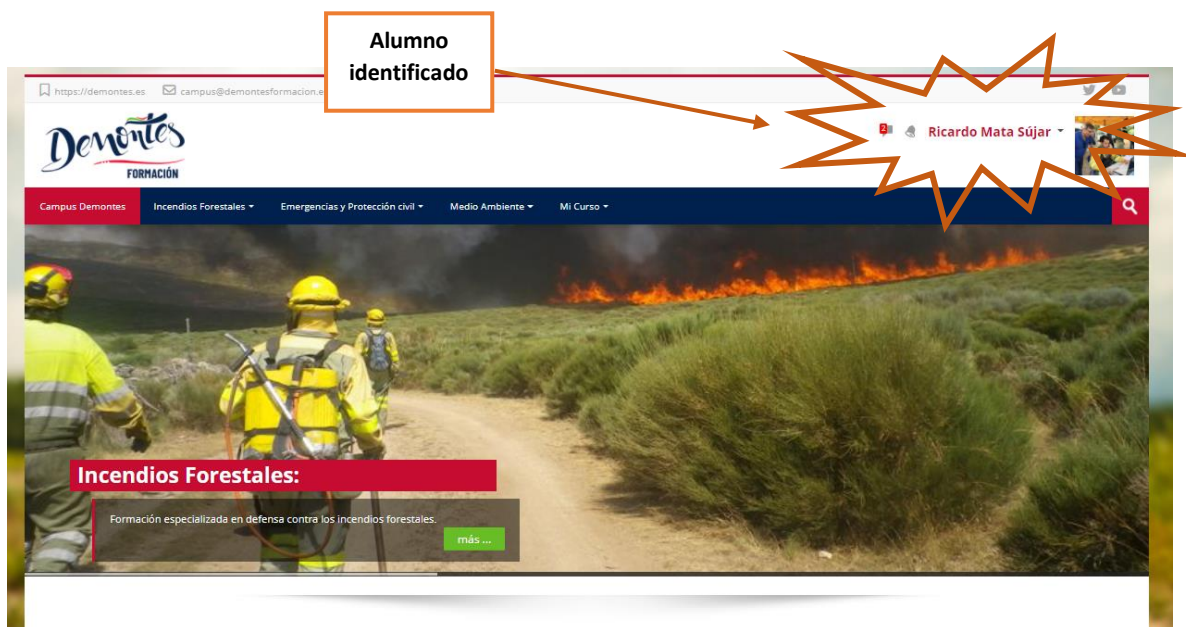 Alumno
identificado
https://demontes.es campus@demontesformacion.e
Demontes
FORMACIÓN
2 Ricardo Mata Sújar
Campus Demontes Incendios Forestales Emergencias y Protección civil Medio Ambiente Mi Curso
Incendios Forestales:
Formación especializada en defensa contra los incendios forestales.
más ...